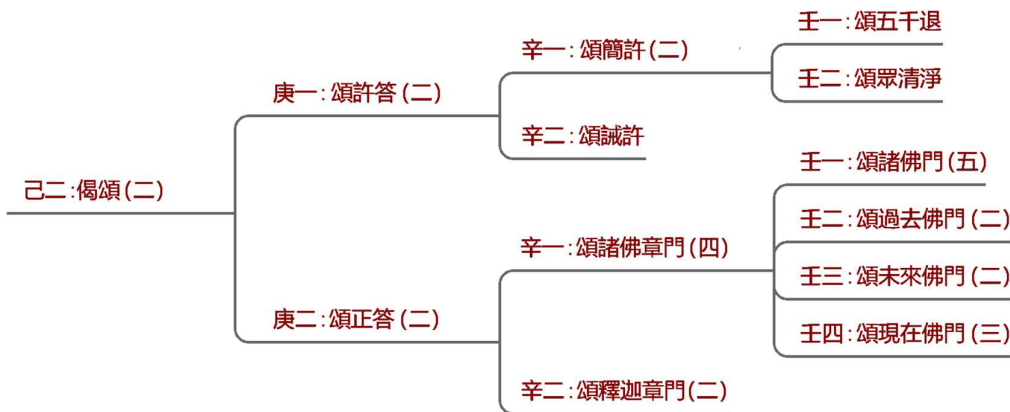 己二:偈頌(二)
庚一:頌許答(二)
辛一:頌簡許(二)
壬一:頌五千退
壬二:頌眾清淨
辛二:頌誡許
庚二:頌正答(二)
辛一:頌諸佛章門(四)
壬一:頌諸佛門(五)
壬二:頌過去佛門(二)
壬三:頌未來佛門(二)
壬四:頌現在佛門(三)
辛二:頌釋迦章門(二)